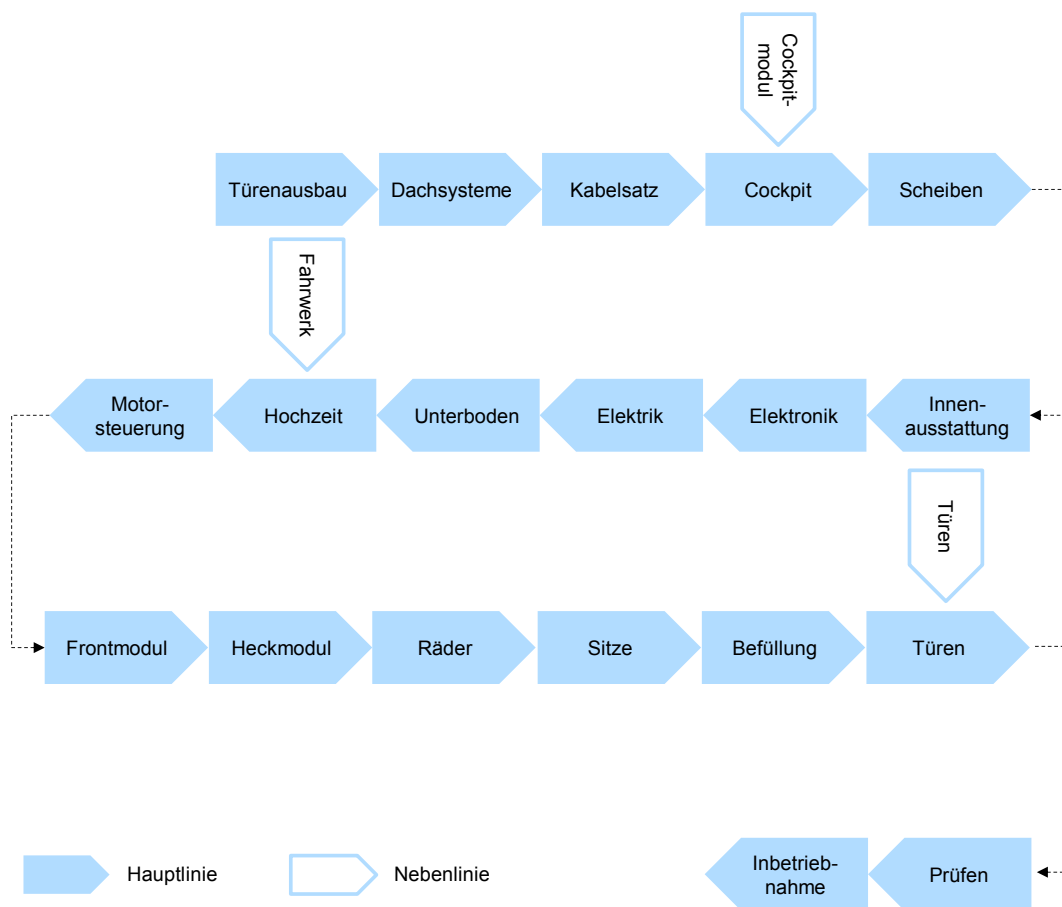 Cockpit-
modul
Türenausbau
Dachsysteme
Kabelsatz
Cockpit
Scheiben
Fahrwerk
Motor-
steuerung
Hochzeit
Unterboden
Elektrik
Elektronik
Innen-
ausstattung
Türen
Frontmodul
Heckmodul
Räder
Sitze
Befüllung
Türen
Hauptlinie
Nebenlinie
Inbetrieb-
nahme
Prüfen